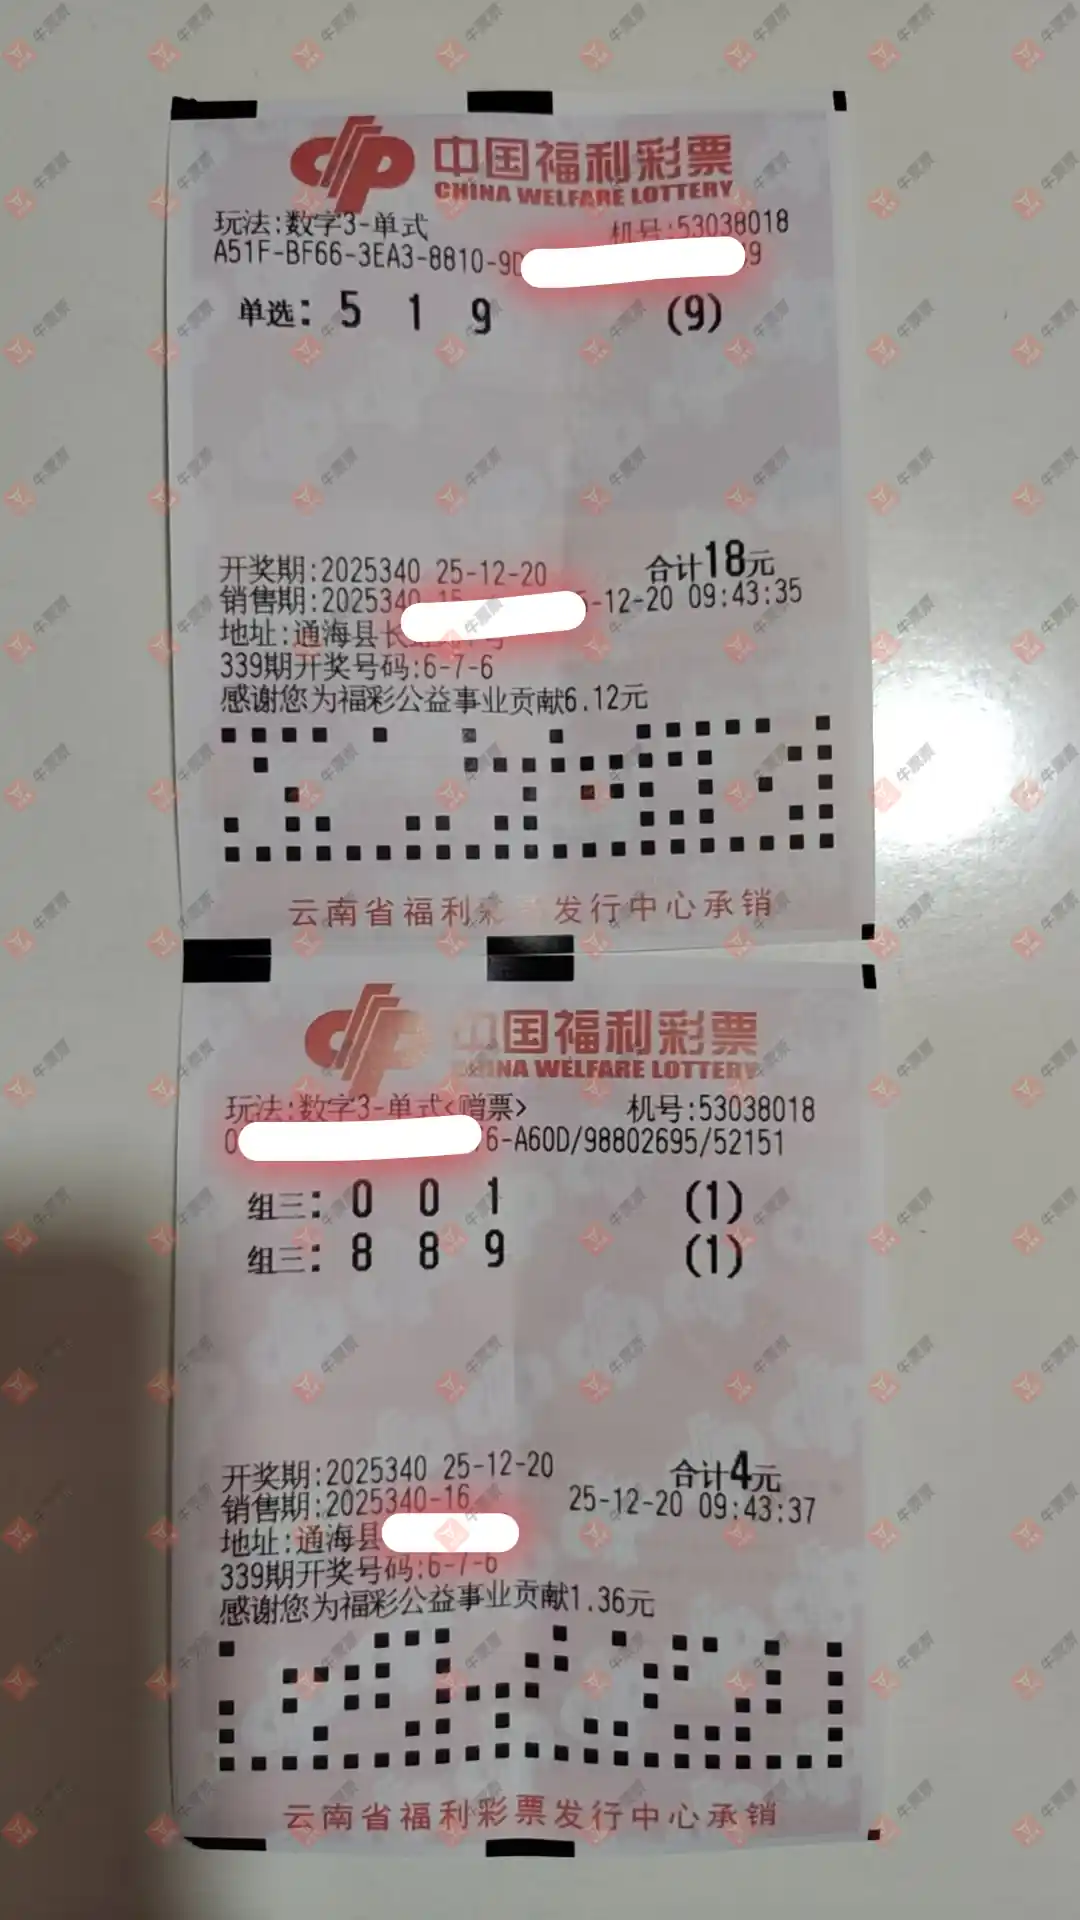 中国福利彩票
CHINA WELFARE LOTTERY
玩法:数字3-单式 机号:53038018
A51F-BF66-3EA3-8810-9D 9
单选: 5 1 9 (9)
开奖期:2025340 25-12-20 合计18元
销售期:2025340-15 5-12-20 09:43:35
地址:通海县长 号
339期开奖号码:6-7-6
感谢您为福彩公益事业贡献6.12元
云南省福利彩 发行中心承销
中国福利彩票
CHINA WELFARE LOTTERY
玩法:数字3-单式<赠票> 机号:53038018
0 6-A60D/98802695/52151
组三: 0 0 1 (1)
组三: 8 8 9 (1)
开奖期:2025340 25-12-20 合计4元
销售期:2025340-16 25-12-20 09:43:37
地址:通海县
339期开奖号码:6-7-6
感谢您为福彩公益事业贡献1.36元
云南省福利彩票发行中心承销
牛票票